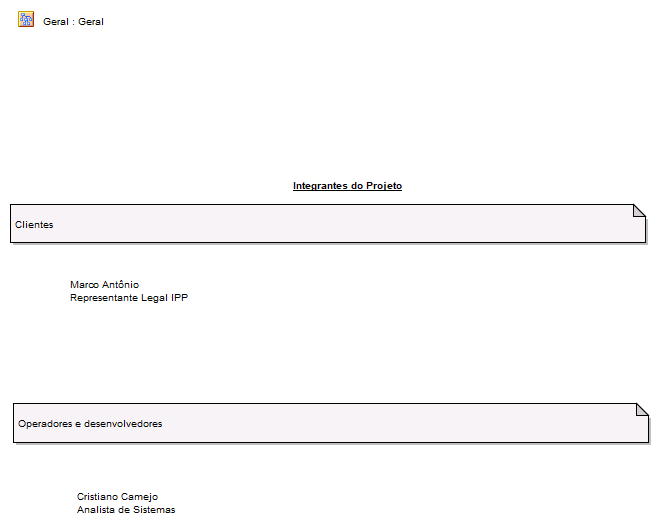 Geral : Geral
Integrantes do Projeto
Clientes
Marco Antônio
Representante Legal IPP
Operadores e desenvolvedores
Cristiano Camejo
Analista de Sistemas